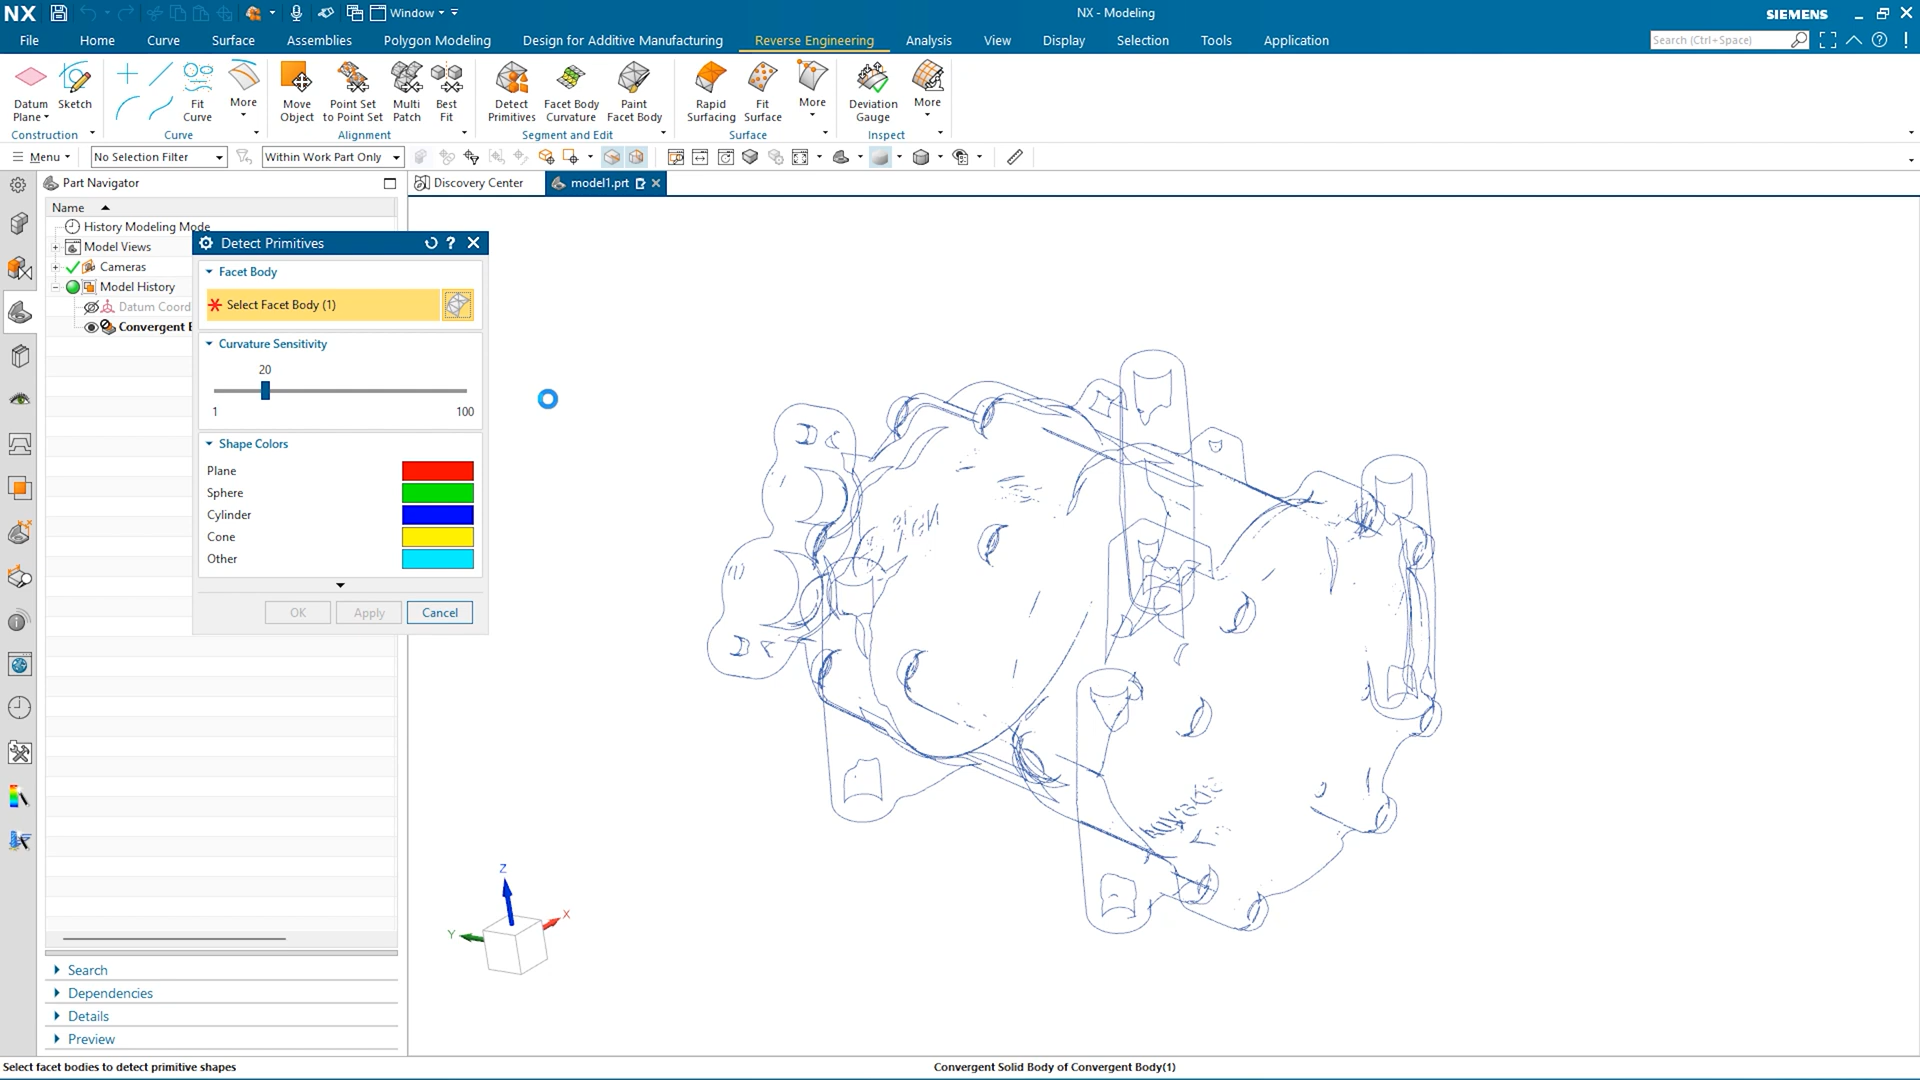 NX
Window
NX - Modeling
SIEMENS
File
Home
Curve
Surface
Assemblies
Polygon Modeling
Design for Additive Manufacturing
Reverse Engineering
Analysis
View
Display
Selection
Tools
Application
Search (Ctrl+Space)
Datum Plane
Sketch
Fit Curve
More
Move Object
Point Set to Point Set
Multi Patch
Best Fit
Detect Primitives
Facet Body Curvature
Paint Facet Body
Rapid Surfacing
Fit Surface
More
Deviation Gauge
More
Construction
Curve
Alignment
Segment and Edit
Surface
Inspect
Menu
No Selection Filter
Within Work Part Only
Part Navigator
Discovery Center
model1.prt
Name
History Modeling Mode
Model Views
Cameras
Model History
Datum Coord
Convergent B
Detect Primitives
Facet Body
Select Facet Body (1)
Curvature Sensitivity
20
1
100
Shape Colors
Plane
Sphere
Cylinder
Cone
Other
OK
Apply
Cancel
Z
X
Y
Search
Dependencies
Details
Preview
Select facet bodies to detect primitive shapes
Convergent Solid Body of Convergent Body(1)